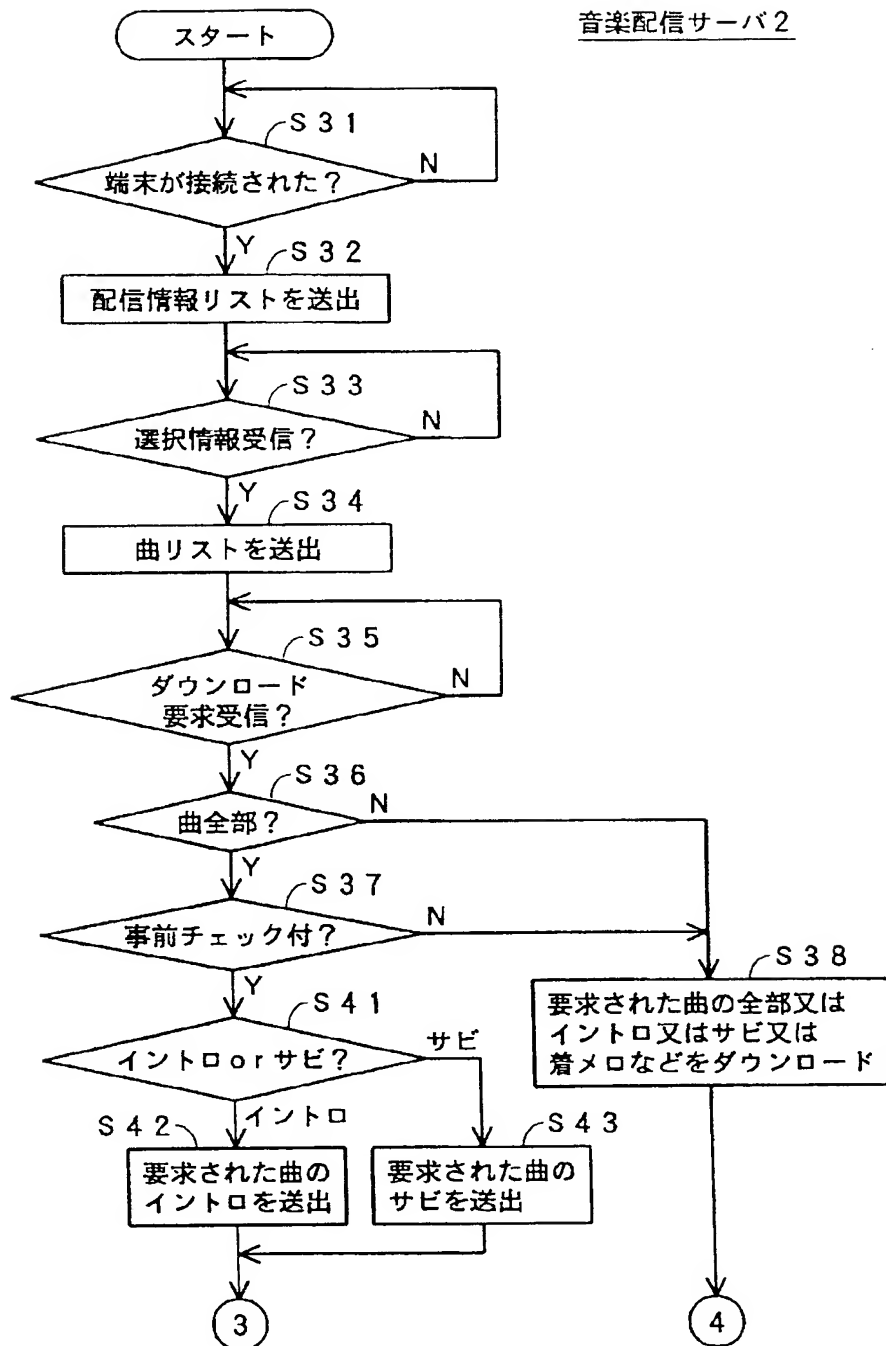 音楽配信サーバ2
スタート
S31
端末が接続された?
N
Y
S32
配信情報リストを送出
S33
選択情報受信?
N
Y
S34
曲リストを送出
S35
ダウンロード
要求受信?
N
Y
S36
曲全部?
N
Y
S37
事前チェック付?
N
Y
S38
要求された曲の全部又は
イントロ又はサビ又は
着メロなどをダウンロード
S41
イントロorサビ?
サビ
イントロ
S42
要求された曲の
イントロを送出
S43
要求された曲の
サビを送出
3
4